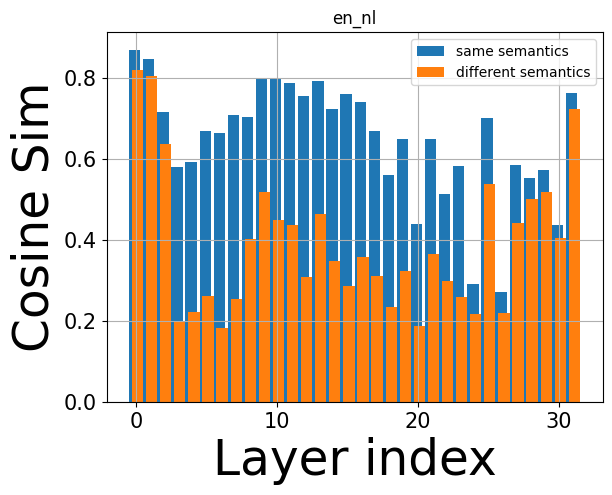 en_nl
same semantics
different semantics
Cosine Sim
0.8
0.6
0.4
0.2
0.0
0 10 20 30
Layer index